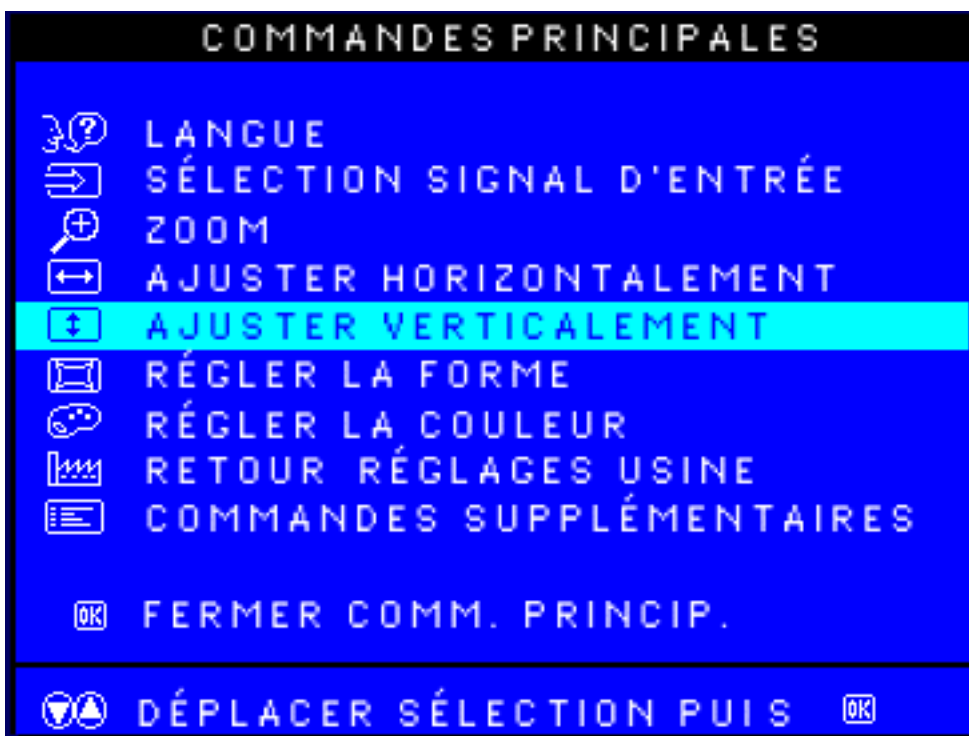 COMMANDES PRINCIPALES
LANGUE
SÉLECTION SIGNAL D'ENTRÉE
ZOOM
AJUSTER HORIZONTALEMENT
AJUSTER VERTICALEMENT
RÉGLER LA FORME
RÉGLER LA COULEUR
RETOUR RÉGLAGES USINE
COMMANDES SUPPLÉMENTAIRES
OK FERMER COMM. PRINCIP.
DÉPLACER SÉLECTION PUIS OK